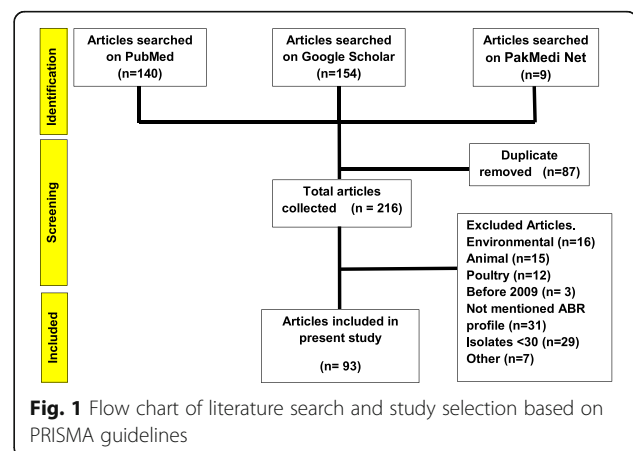 Identification
Articles searched
on PubMed
(n=140)
Articles searched
on Google Scholar
(n=154)
Articles searched
on PakMedi Net
(n=9)
Screening
Duplicate
removed (n=87)
Total articles
collected (n = 216)
Excluded Articles.
Environmental (n=16)
Animal (n=15)
Poultry (n=12)
Before 2009 (n= 3)
Not mentioned ABR
profile (n=31)
Isolates <30 (n=29)
Other (n=7)
Included
Articles included in
present study
(n= 93)
Fig. 1 Flow chart of literature search and study selection based on
PRISMA guidelines